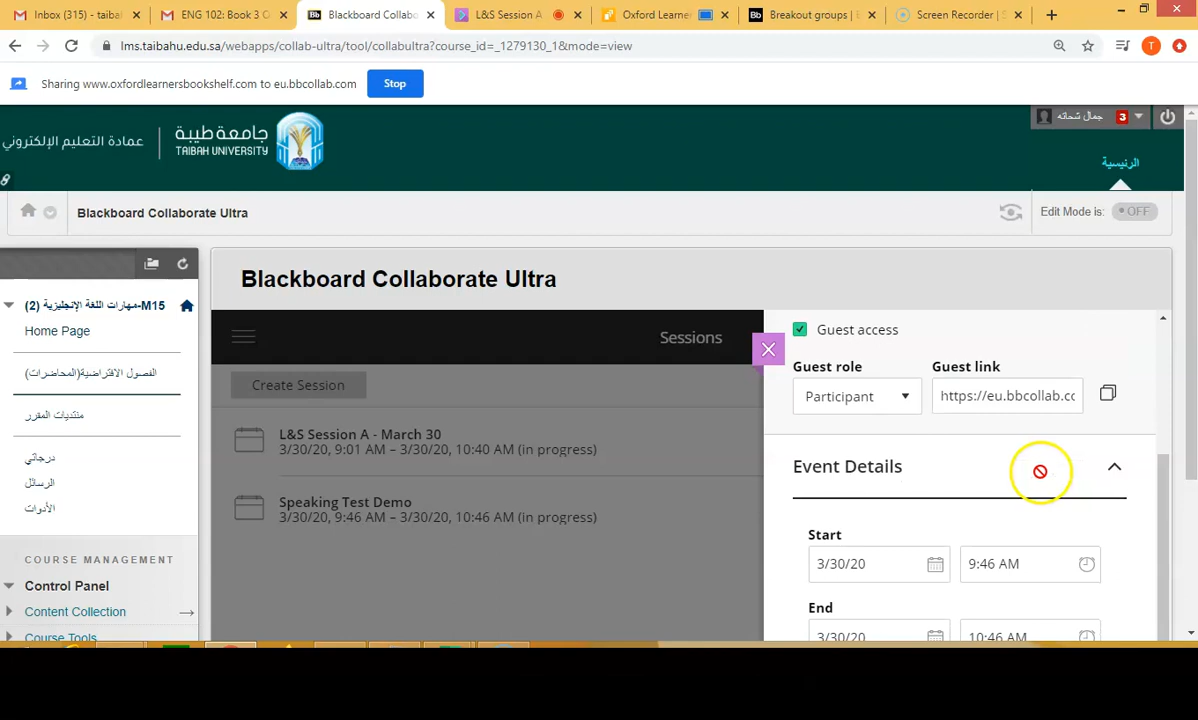 Inbox (315) - taibah
ENG 102: Book 3 O
Blackboard Collabo
L&S Session A
Oxford Learne
Breakout groups | B
Screen Recorder | S
lms.taibahu.edu.sa/webapps/collab-ultra/tool/collabultra?course_id=_1279130_1&mode=view
T
Sharing www.oxfordlearnersbookshelf.com to eu.bbcollab.com
Stop
عمادة التعليم الإلكتروني
جامعة طيبة
TAIBAH UNIVERSITY
جمال شحاته
3
الرئيسية
Blackboard Collaborate Ultra
Edit Mode is:
OFF
M15-مهارات اللغة الإنجليزية (2)
Home Page
الفصول الافتراضية(المحاضرات)
منتديات المقرر
درجاتي
الرسائل
الأدوات
COURSE MANAGEMENT
Control Panel
Content Collection
Course Tools
Blackboard Collaborate Ultra
Sessions
Create Session
L&S Session A - March 30
3/30/20, 9:01 AM – 3/30/20, 10:40 AM (in progress)
Speaking Test Demo
3/30/20, 9:46 AM – 3/30/20, 10:46 AM (in progress)
Guest access
Guest role
Guest link
Participant
https://eu.bbcollab.cc
Event Details
Start
3/30/20
9:46 AM
End
3/30/20
10:46 AM